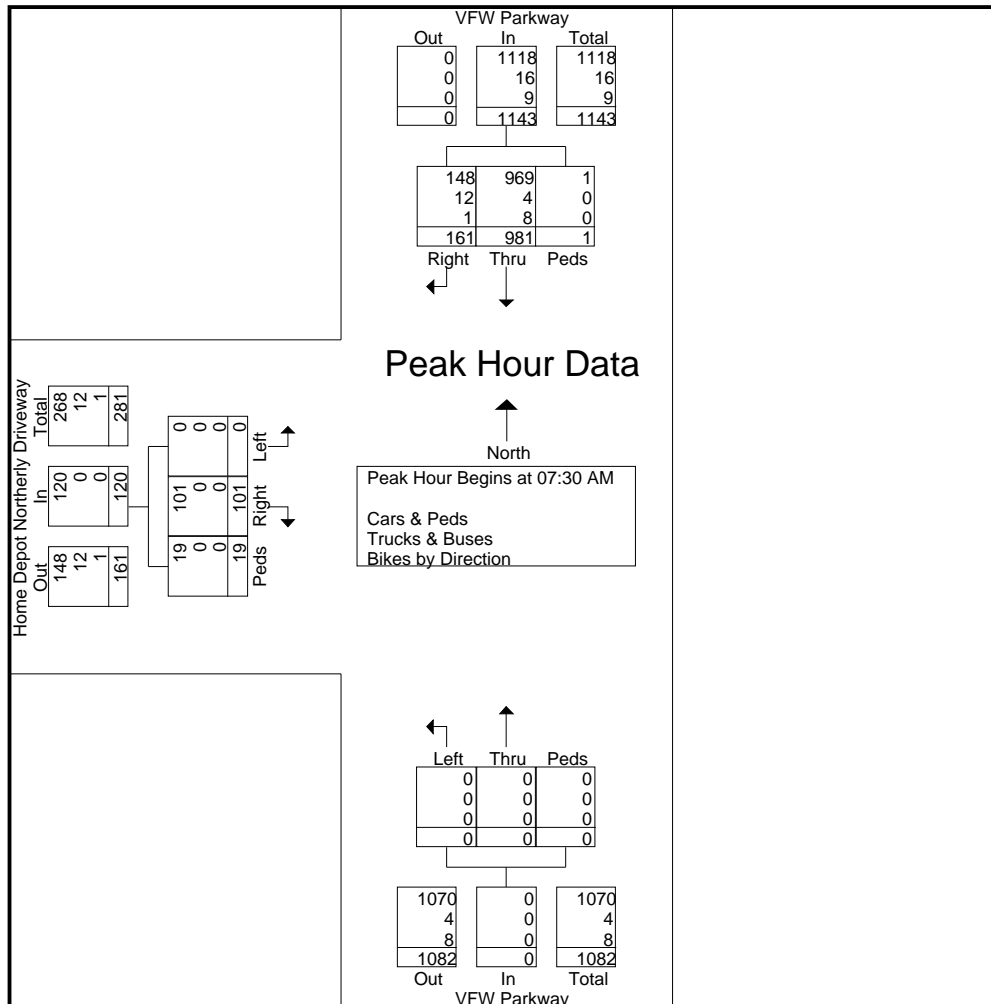 VFW Parkway
Out In Total
0 1118 1118
0 16 16
0 9 9
0 1143 1143
148 969 1
12 4 0
1 8 0
161 981 1
Right Thru Peds
Peak Hour Data
North
Peak Hour Begins at 07:30 AM
Cars & Peds
Trucks & Buses
Bikes by Direction
Home Depot Northerly Driveway
Out In Total
148 120 268
12 0 12
1 0 1
161 120 281
19 101 0
0 0 0
0 0 0
19 101 0
Peds Right Left
Left Thru Peds
0 0 0
0 0 0
0 0 0
0 0 0
1070 0 1070
4 0 4
8 0 8
1082 0 1082
Out In Total
VFW Parkway